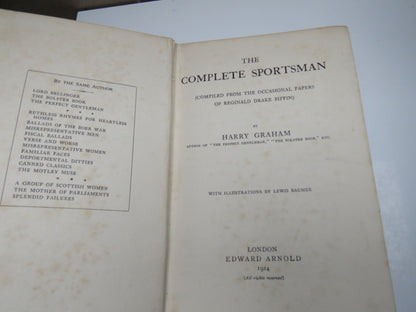 BY THE SAME AUTHOR
LORD BELLINGER
THE BOLSTER BOOK
THE PERFECT GENTLEMAN
* * *
RUTHLESS RHYMES FOR HEARTLESS
HOMES
BALLADS OF THE BOER WAR
MISREPRESENTATIVE MEN
FISCAL BALLADS
VERSE AND WORSE
MISREPRESENTATIVE WOMEN
FAMILIAR FACES
DEPORTMENTAL DITTIES
CANNED CLASSICS
THE MOTLEY MUSE
* * *
A GROUP OF SCOTTISH WOMEN
THE MOTHER OF PARLIAMENTS
SPLENDID FAILURES
THE
COMPLETE SPORTSMAN
(COMPILED FROM THE OCCASIONAL PAPERS
OF REGINALD DRAKE BIFFIN)
BY
HARRY GRAHAM
AUTHOR OF "THE PERFECT GENTLEMAN," "THE BOLSTER BOOK," ETC.
WITH ILLUSTRATIONS BY LEWIS BAUMER
LONDON
EDWARD ARNOLD
1924
(All rights reserved)